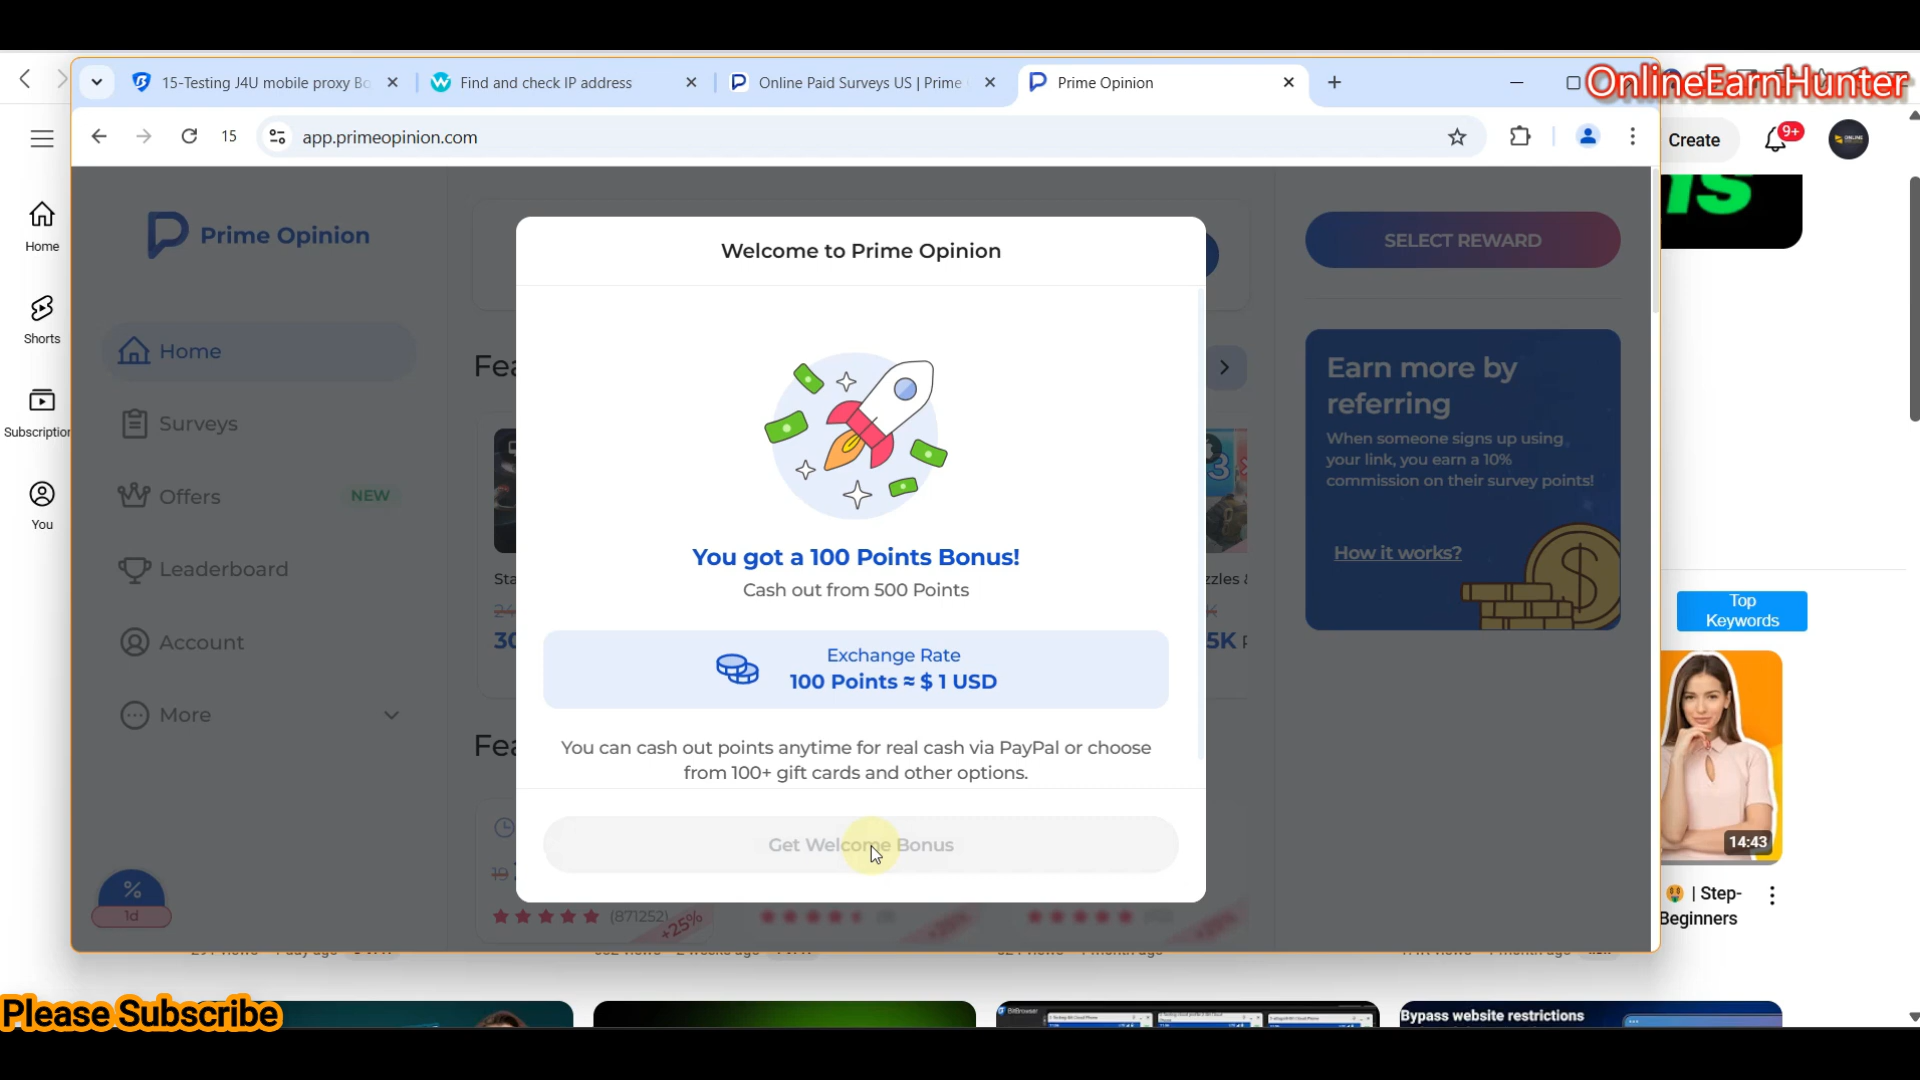 OnlineEarnHunter
15-Testing J4U mobile proxy Bo
Find and check IP address
Online Paid Surveys US | Prime
Prime Opinion
15
app.primeopinion.com
Create
9+
Home
Shorts
Subscription
You
Prime Opinion
Home
Surveys
Offers
NEW
Leaderboard
Account
More
%
1d
Welcome to Prime Opinion
You got a 100 Points Bonus!
Cash out from 500 Points
Exchange Rate
100 Points ≈ $ 1 USD
You can cash out points anytime for real cash via PayPal or choose
from 100+ gift cards and other options.
Get Welcome Bonus
(871252)
+25%
SELECT REWARD
Earn more by
referring
When someone signs up using
your link, you earn a 10%
commission on their survey points!
How it works?
Top
Keywords
14:43
| Step-
Beginners
Please Subscribe
Bypass website restrictions